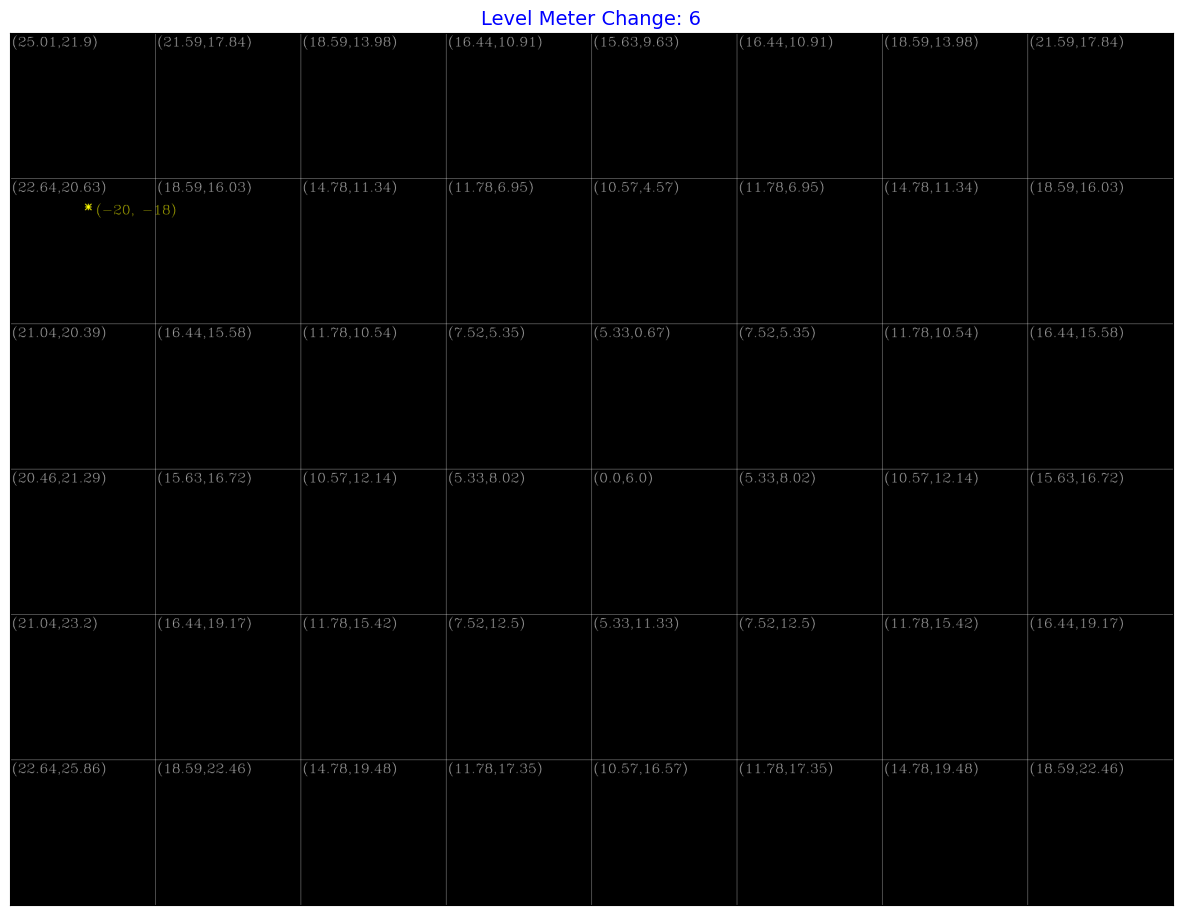 Level Meter Change: 6
(25.01,21.9) (21.59,17.84) (18.59,13.98) (16.44,10.91) (15.63,9.63) (16.44,10.91) (18.59,13.98) (21.59,17.84)
(22.64,20.63) (18.59,16.03) (14.78,11.34) (11.78,6.95) (10.57,4.57) (11.78,6.95) (14.78,11.34) (18.59,16.03)
(−20, −18)
(21.04,20.39) (16.44,15.58) (11.78,10.54) (7.52,5.35) (5.33,0.67) (7.52,5.35) (11.78,10.54) (16.44,15.58)
(20.46,21.29) (15.63,16.72) (10.57,12.14) (5.33,8.02) (0.0,6.0) (5.33,8.02) (10.57,12.14) (15.63,16.72)
(21.04,23.2) (16.44,19.17) (11.78,15.42) (7.52,12.5) (5.33,11.33) (7.52,12.5) (11.78,15.42) (16.44,19.17)
(22.64,25.86) (18.59,22.46) (14.78,19.48) (11.78,17.35) (10.57,16.57) (11.78,17.35) (14.78,19.48) (18.59,22.46)